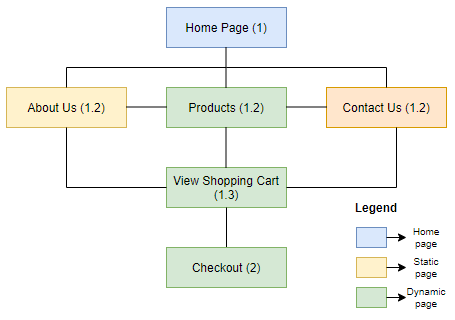 Home Page (1)
About Us (1.2)
Products (1.2)
Contact Us (1.2)
View Shopping Cart
(1.3)
Checkout (2)
Legend
Home
page
Static
page
Dynamic
page